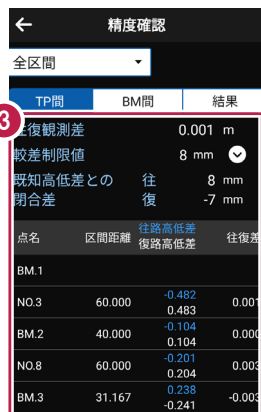 精度確認
全区間
TP間 BM間 結果
3
往復観測差 0.001 m
較差制限値 8 mm
既知高低差との 往 8 mm
閉合差 復 -7 mm
点名 区間距離 往路高低差 復路高低差 往復差
BM.1
NO.3 60.000 -0.482 0.001
0.483
BM.2 40.000 -0.104 0.000
0.104
NO.8 60.000 -0.201 0.003
0.204
BM.3 31.167 0.238 -0.003
-0.241